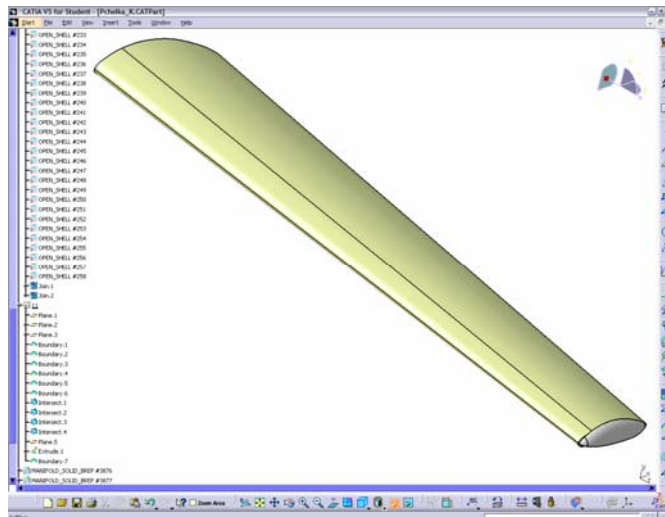 CATIA V5 for Student - [Pchelka_K.CATPart]
Start File Edit View Insert Tools Window Help
OPEN_SHELL #233
OPEN_SHELL #234
OPEN_SHELL #235
OPEN_SHELL #236
OPEN_SHELL #237
OPEN_SHELL #238
OPEN_SHELL #239
OPEN_SHELL #240
OPEN_SHELL #241
OPEN_SHELL #242
OPEN_SHELL #243
OPEN_SHELL #244
OPEN_SHELL #245
OPEN_SHELL #246
OPEN_SHELL #247
OPEN_SHELL #248
OPEN_SHELL #249
OPEN_SHELL #250
OPEN_SHELL #251
OPEN_SHELL #252
OPEN_SHELL #253
OPEN_SHELL #254
OPEN_SHELL #255
OPEN_SHELL #256
OPEN_SHELL #257
OPEN_SHELL #258
Join.1
Join.2
11
Plane.1
Plane.2
Plane.3
Boundary.1
Boundary.2
Boundary.3
Boundary.4
Boundary.5
Boundary.6
Intersect.1
Intersect.2
Intersect.3
Intersect.4
Plane.5
Extrude.1
Boundary.7
MANIFOLD_SOLID_BREP #3876
MANIFOLD_SOLID_BREP #3877
Zoom Area